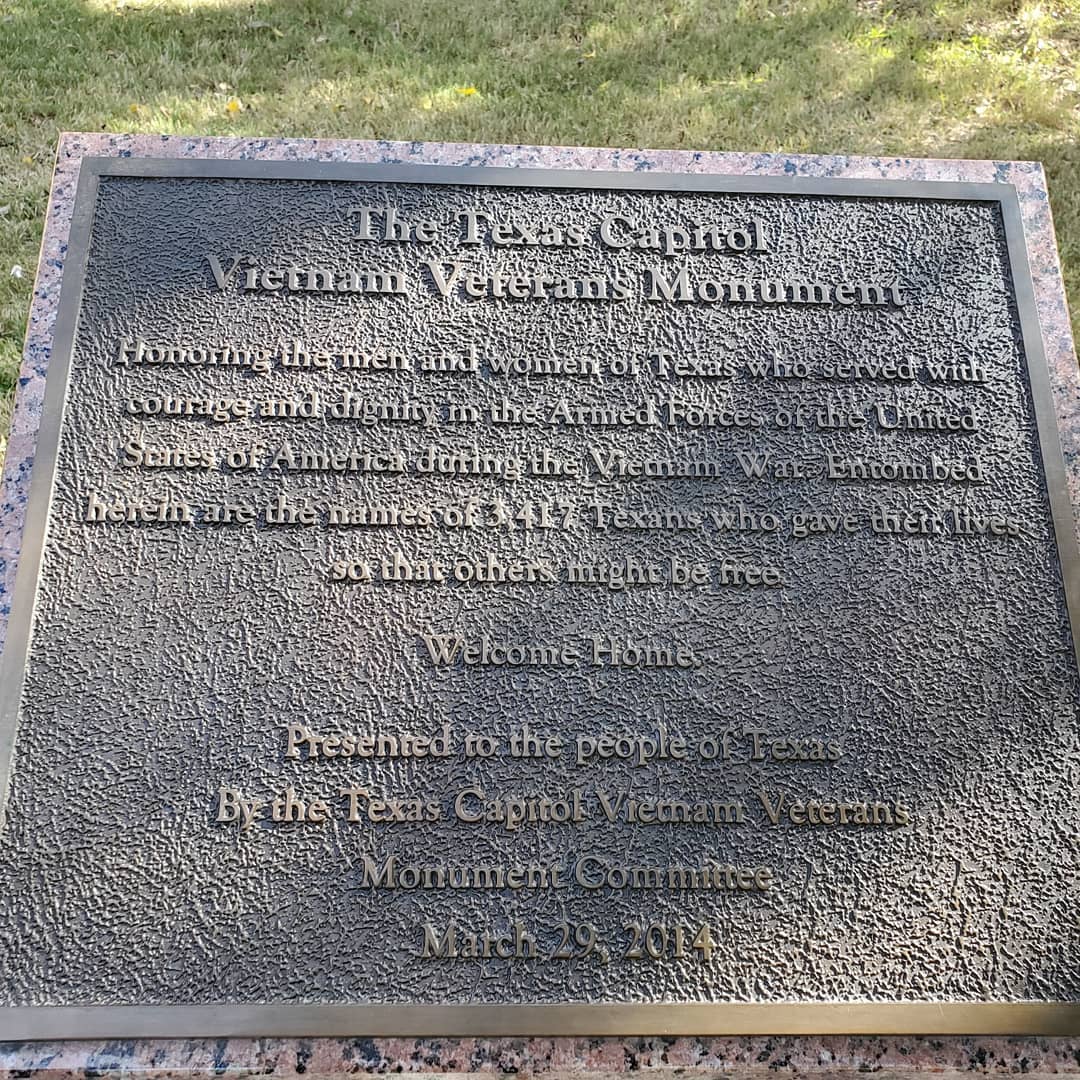 The Texas Capitol
Vietnam Veterans Monument
Honoring the men and women of Texas who served with
courage and dignity in the Armed Forces of the United
States of America during the Vietnam War. Entombed
herein are the names of 3,417 Texans who gave their lives
so that others might be free.
Welcome Home.
Presented to the people of Texas
By the Texas Capitol Vietnam Veterans
Monument Committee
March 29, 2014